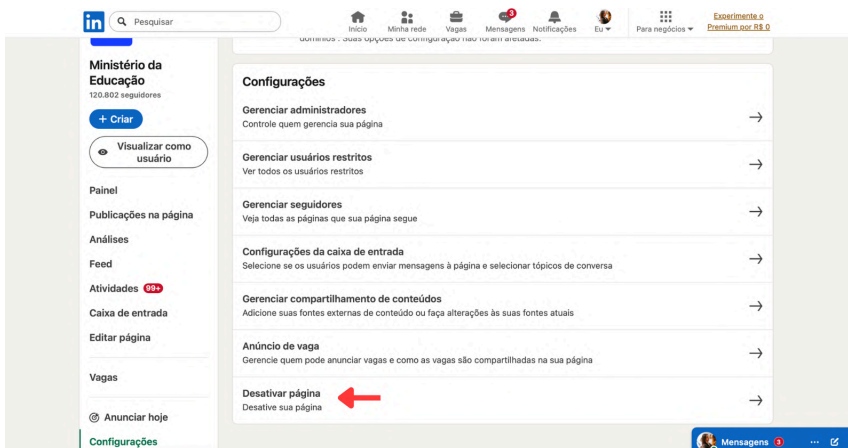 in
Pesquisar
Início
Minha rede
Vagas
3
Mensagens
Notificações
Eu
Para negócios
Experimente o
Premium por R$ 0
domínios . Suas opções de configuração não foram afetadas.
Ministério da
Educação
120.802 seguidores
+ Criar
Visualizar como
usuário
Painel
Publicações na página
Análises
Feed
Atividades 99+
Caixa de entrada
Editar página
Vagas
Anunciar hoje
Configurações
Configurações
Gerenciar administradores
Controle quem gerencia sua página
Gerenciar usuários restritos
Ver todos os usuários restritos
Gerenciar seguidores
Veja todas as páginas que sua página segue
Configurações da caixa de entrada
Selecione se os usuários podem enviar mensagens à página e selecionar tópicos de conversa
Gerenciar compartilhamento de conteúdos
Adicione suas fontes externas de conteúdo ou faça alterações às suas fontes atuais
Anúncio de vaga
Gerencie quem pode anunciar vagas e como as vagas são compartilhadas na sua página
Desativar página
Desative sua página
Mensagens 3